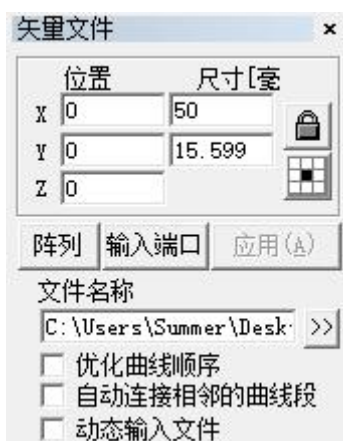 矢量文件 ×
位置 尺寸[毫
X 0 50
Y 0 15.599
Z 0
阵列 输入端口 应用(A)
文件名称
C:\Users\Summer\Desk >>
优化曲线顺序
自动连接相邻的曲线段
动态输入文件